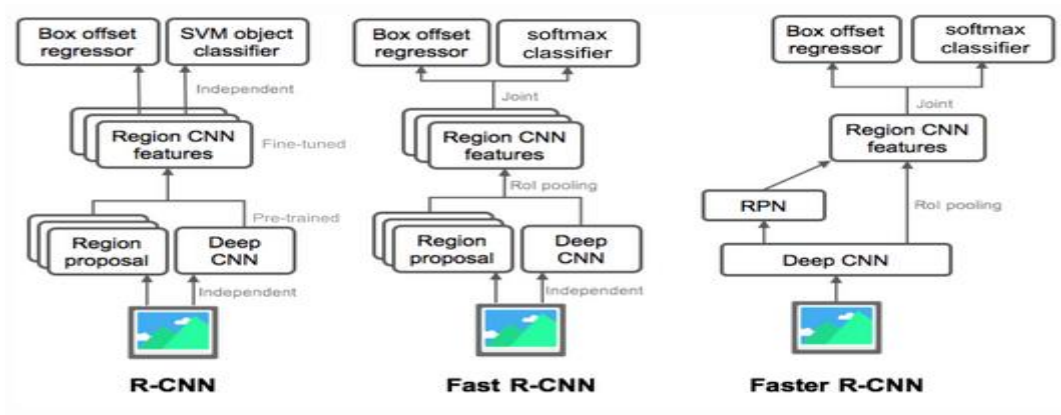 Box offset
regressor
SVM object
classifier
Independent
Region CNN
features
Fine-tuned
Pre-trained
Region
proposal
Deep
CNN
Independent
R-CNN
Box offset
regressor
softmax
classifier
Joint
Region CNN
features
RoI pooling
Region
proposal
Deep
CNN
Independent
Fast R-CNN
Box offset
regressor
softmax
classifier
Joint
Region CNN
features
RPN
RoI pooling
Deep CNN
Faster R-CNN